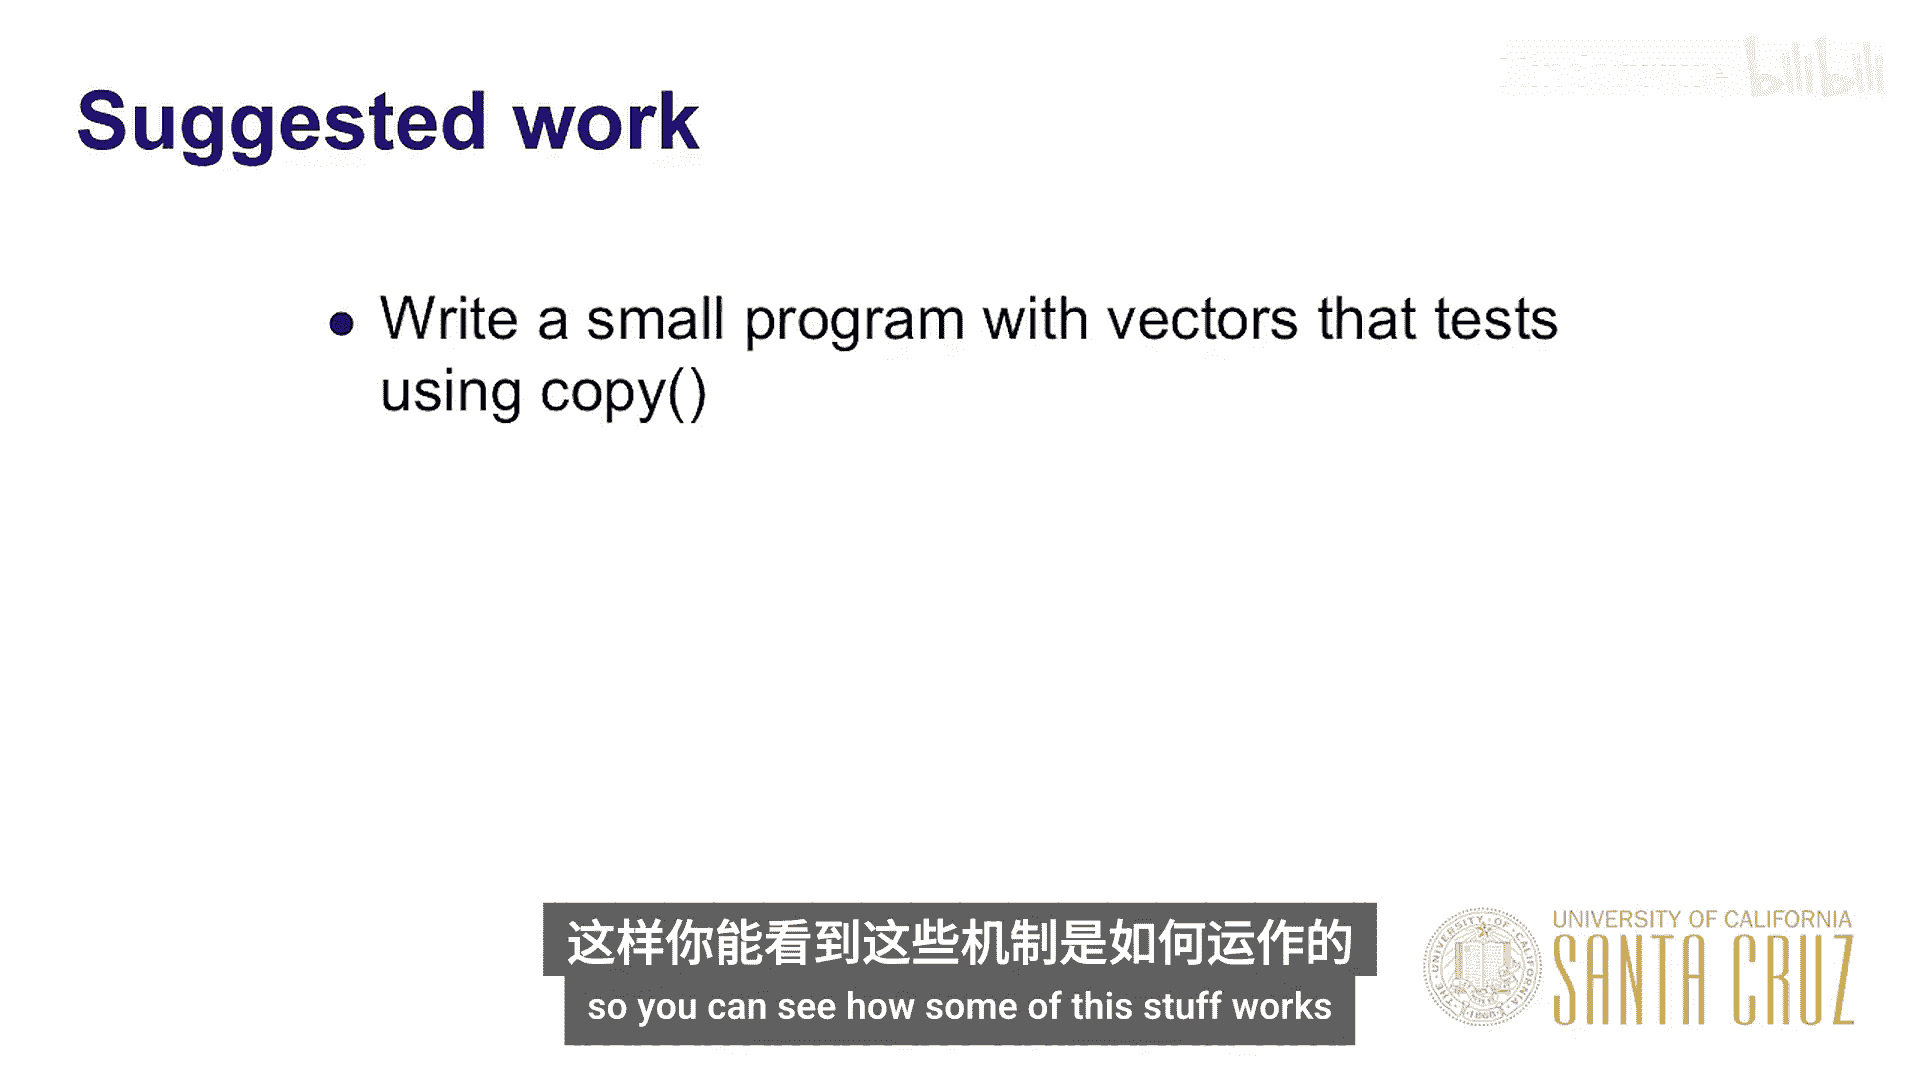 bilibili
Suggested work
• Write a small program with vectors that tests
using copy()
这样你能看到这些机制是如何运作的
so you can see how some of this stuff works
UNIVERSITY OF CALIFORNIA
SANTA CRUZ